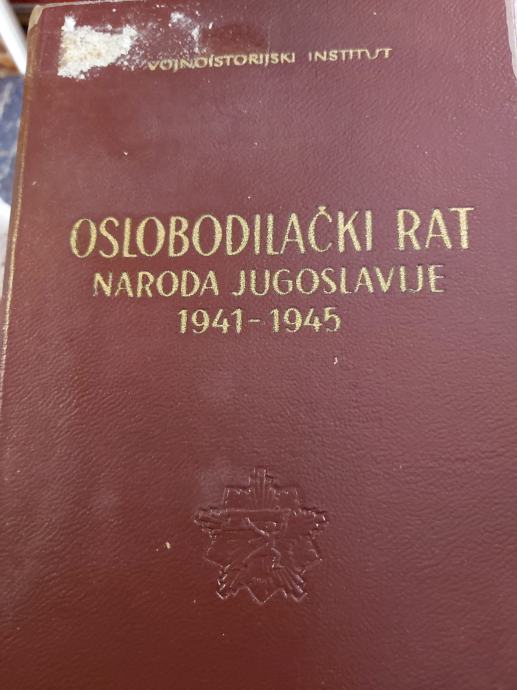 VOJNOISTORIJSKI INSTITUT
OSLOBODILAČKI RAT
NARODA JUGOSLAVIJE
1941-1945